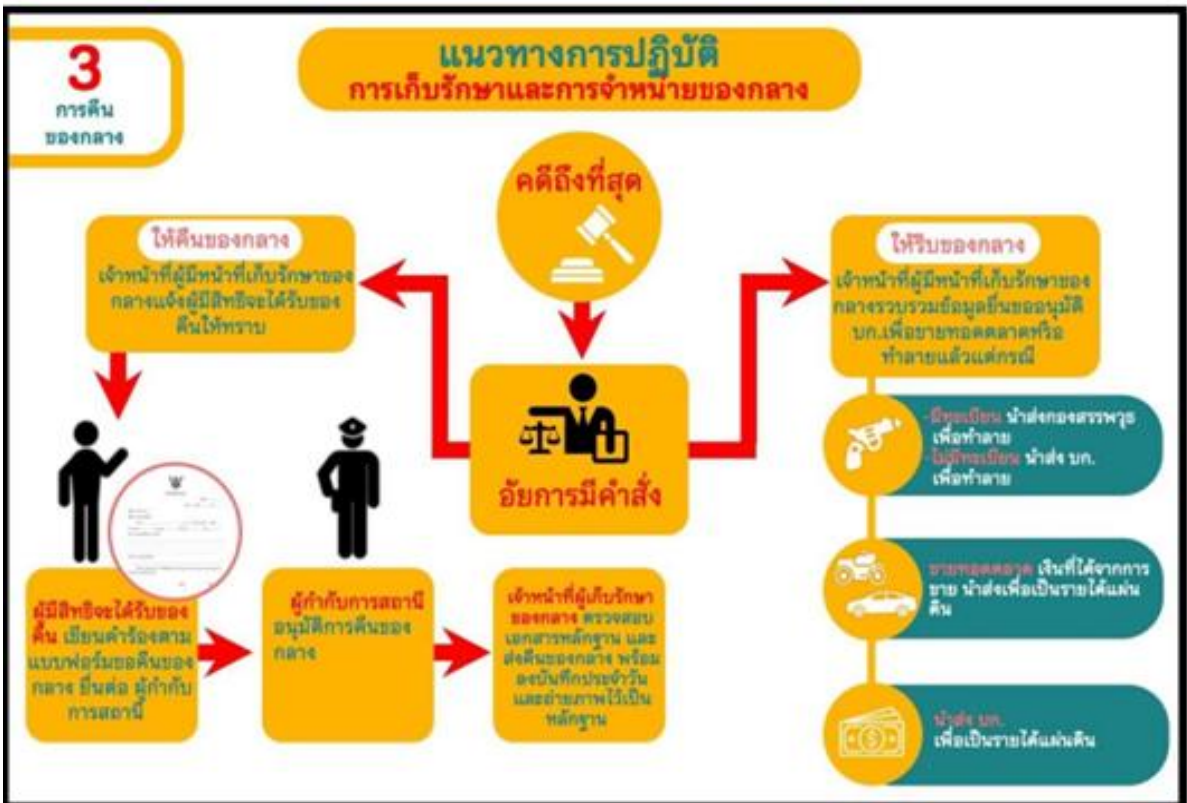 3
การคืน
ของกลาง
แนวทางการปฏิบัติ
การเก็บรักษาและการจำหน่ายของกลาง
คดีถึงที่สุด
ให้คืนของกลาง
เจ้าหน้าที่ผู้มีหน้าที่เก็บรักษาของ
กลางแจ้งผู้มีสิทธิจะได้รับของ
คืนให้ทราบ
อัยการมีคำสั่ง
ผู้มีสิทธิจะได้รับของ
คืน เขียนคำร้องตาม
แบบฟอร์มขอคืนของ
กลาง ยื่นต่อ ผู้กำกับ
การสถานี
ผู้กำกับการสถานี
อนุมัติการคืนของ
กลาง
เจ้าหน้าที่ผู้เก็บรักษา
ของกลาง ตรวจสอบ
เอกสารหลักฐาน และ
ส่งคืนของกลาง พร้อม
ลงบันทึกประจำวัน
และถ่ายภาพไว้เป็น
หลักฐาน
ให้ริบของกลาง
เจ้าหน้าที่ผู้มีหน้าที่เก็บรักษาของ
กลางรวบรวมข้อมูลยื่นขออนุมัติ
บก.เพื่อขายทอดตลาดหรือ
ทำลายแล้วแต่กรณี
-มีทะเบียน นำส่งกองสรรพาวุธ
เพื่อทำลาย
-ไม่มีทะเบียน นำส่ง บก.
เพื่อทำลาย
ขายทอดตลาด เงินที่ได้จากการ
ขาย นำส่งเพื่อเป็นรายได้แผ่น
ดิน
นำส่ง บก.
เพื่อเป็นรายได้แผ่นดิน